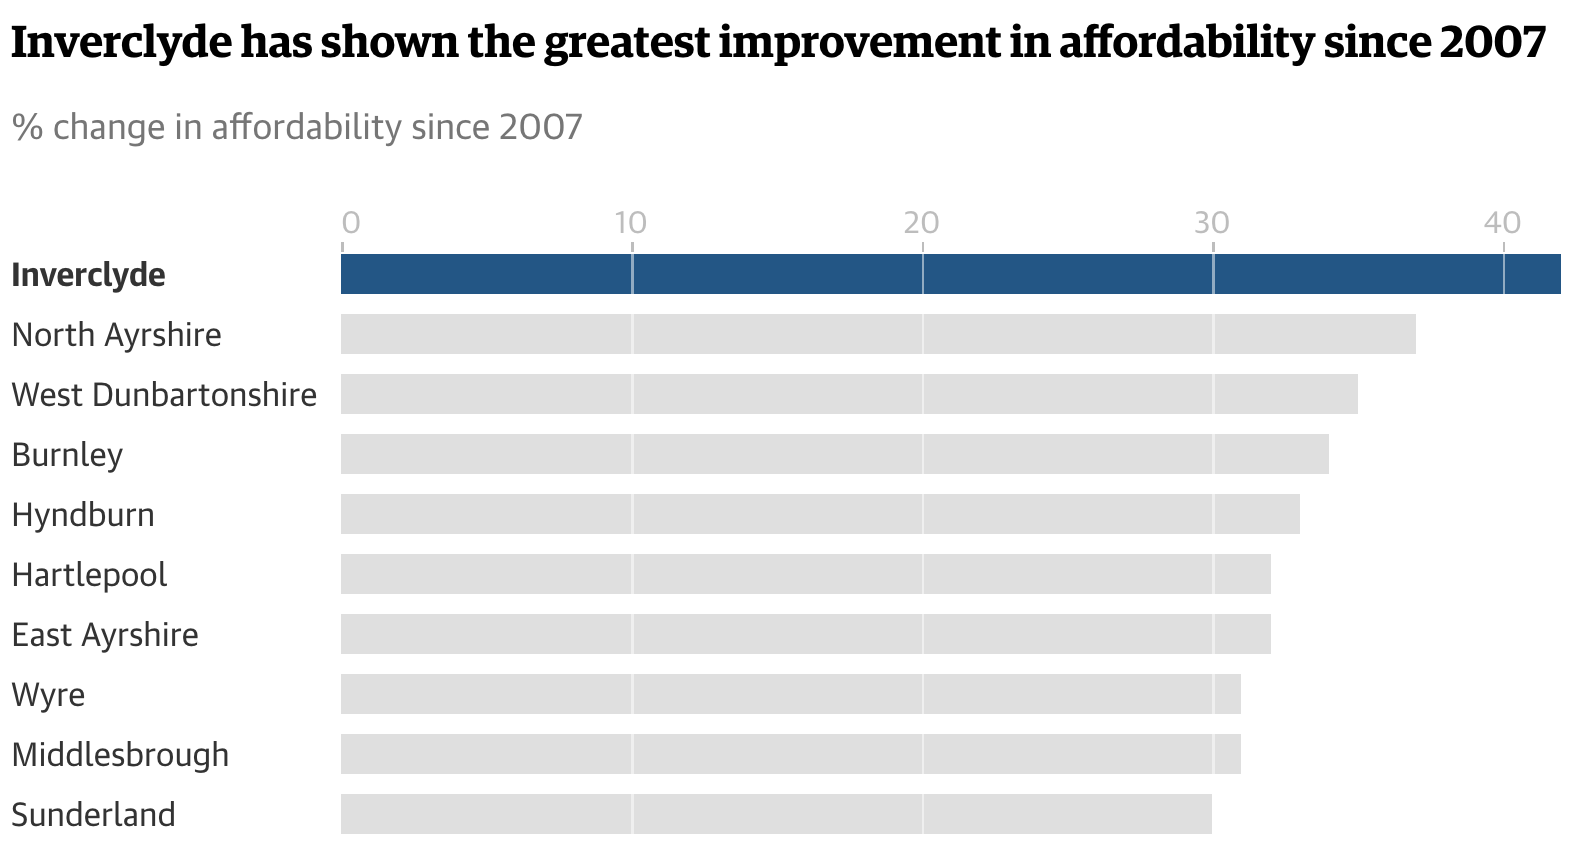 Inverclyde has shown the greatest improvement in affordability since 2007
% change in affordability since 2007
0 10 20 30 40
Inverclyde
North Ayrshire
West Dunbartonshire
Burnley
Hyndburn
Hartlepool
East Ayrshire
Wyre
Middlesbrough
Sunderland